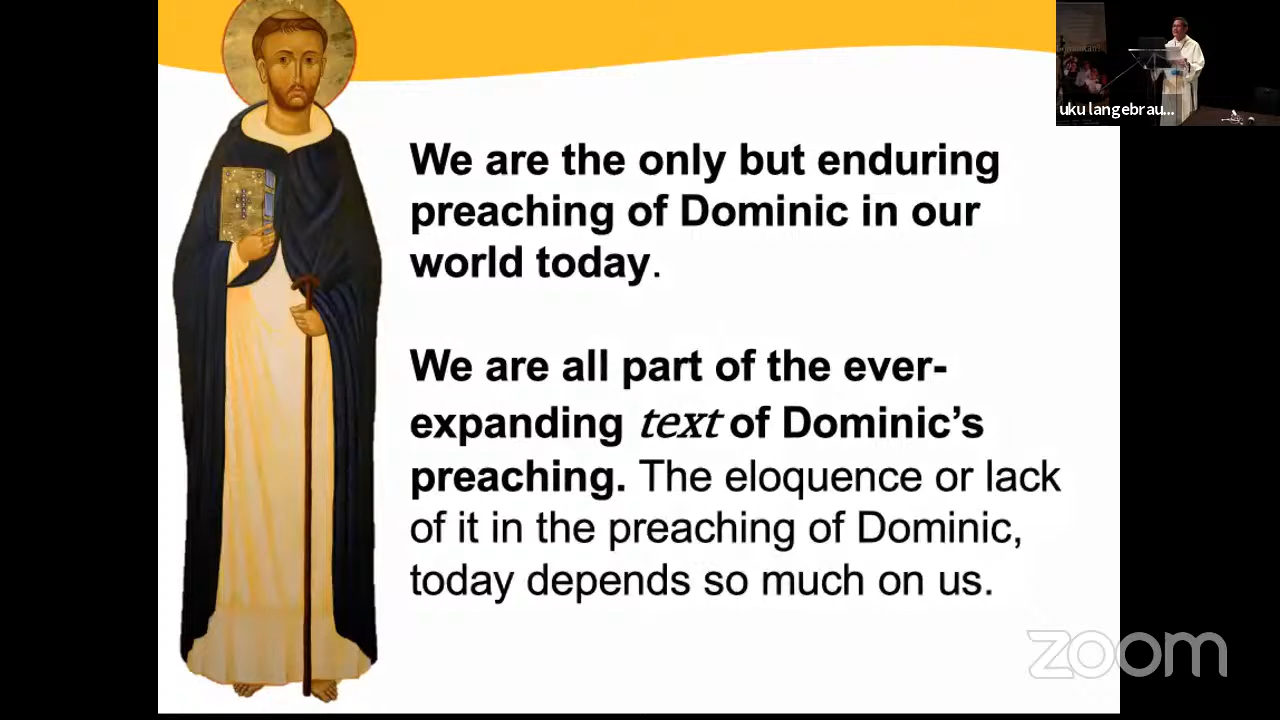 uku langebrau...
We are the only but enduring
preaching of Dominic in our
world today.
We are all part of the ever-
expanding text of Dominic’s
preaching. The eloquence or lack
of it in the preaching of Dominic,
today depends so much on us.
zoom